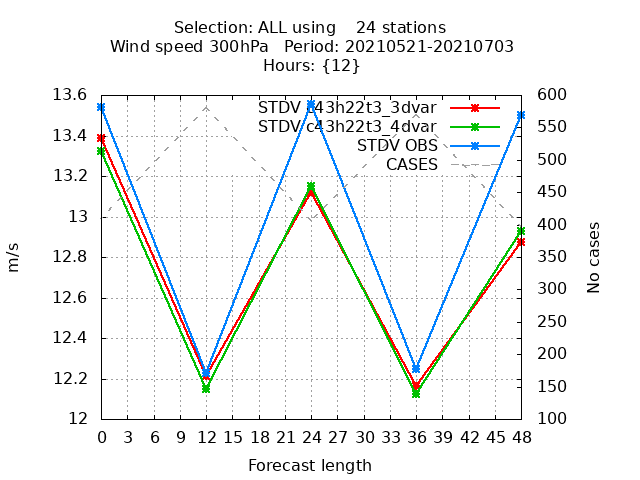 Selection: ALL using    24 stations
Wind speed 300hPa   Period: 20210521-20210703
Hours: {12}
STDV c43h22t3_3dvar
STDV c43h22t3_4dvar
STDV OBS
CASES
13.6
13.4
13.2
13
12.8
12.6
12.4
12.2
12
600
550
500
450
400
350
300
250
200
150
100
m/s
No cases
0 3 6 9 12 15 18 21 24 27 30 33 36 39 42 45 48
Forecast length